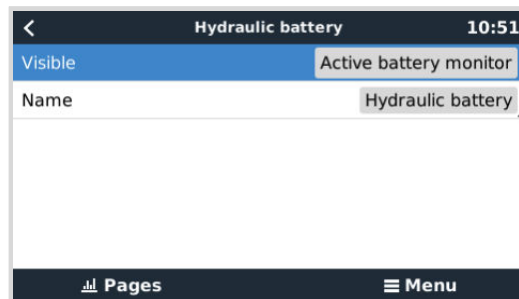 Hydraulic battery 10:51
Visible Active battery monitor
Name Hydraulic battery
Pages Menu